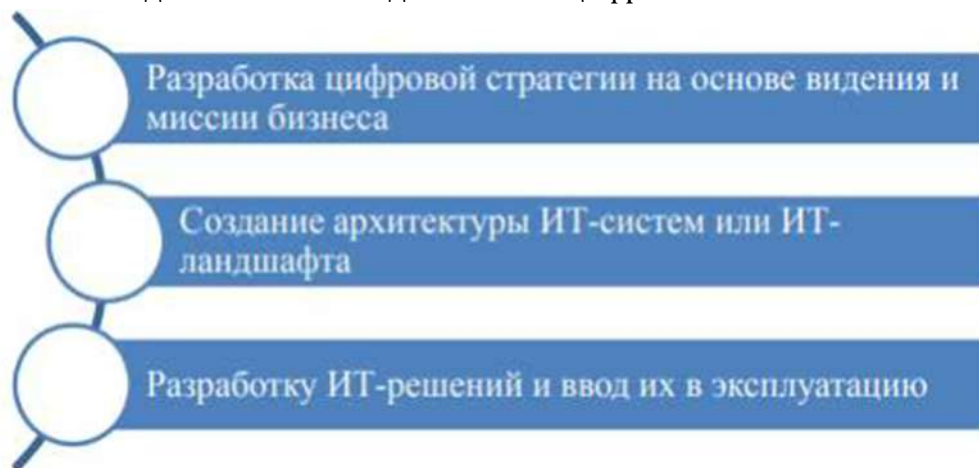 Разработка цифровой стратегии на основе видения и
миссии бизнеса
Создание архитектуры ИТ-систем или ИТ-
ландшафта
Разработку ИТ-решений и ввод их в эксплуатацию